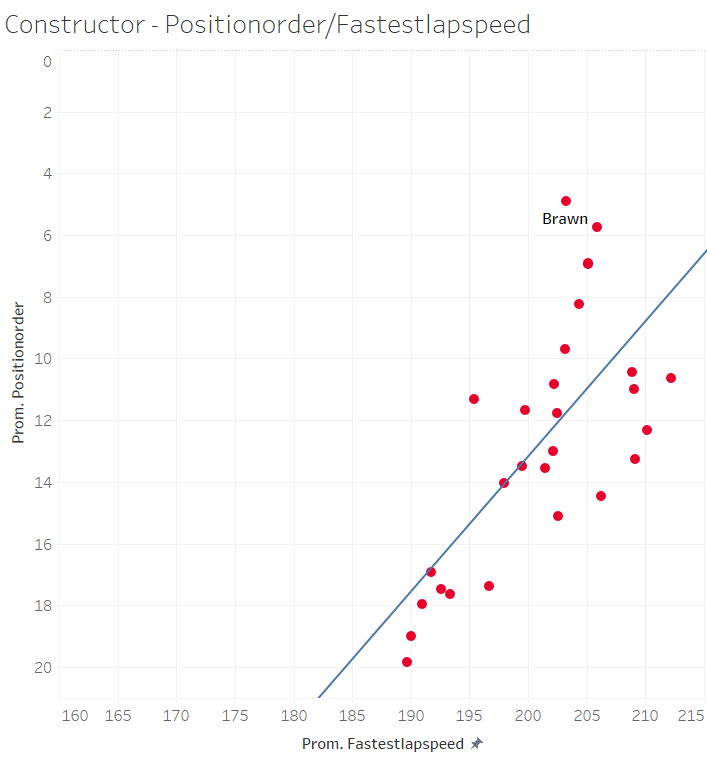 Constructor - Positionorder/Fastestlapspeed
0
2
4
Brawn
6
8
10
12
14
16
18
20
Prom. Positionorder
160 165 170 175 180 185 190 195 200 205 210 215
Prom. Fastestlapspeed